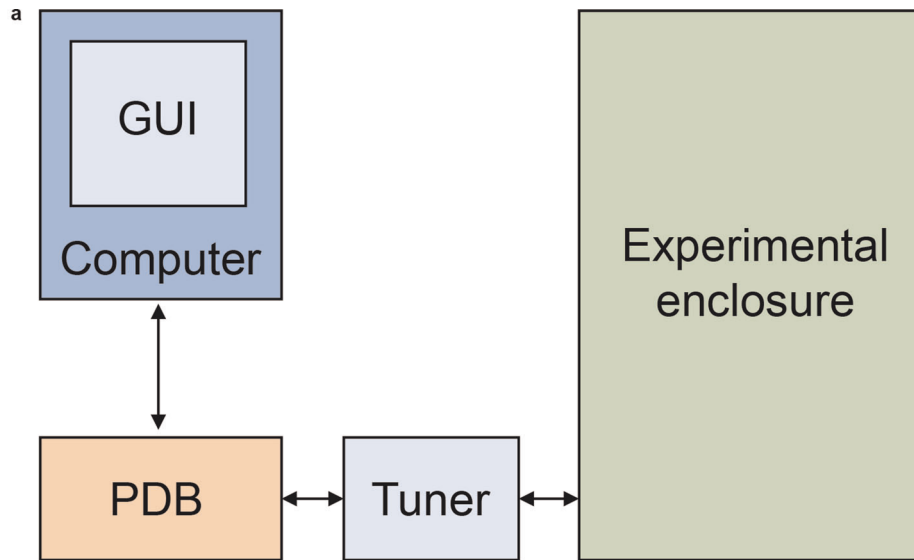 a
GUI
Computer
Experimental
enclosure
PDB
Tuner